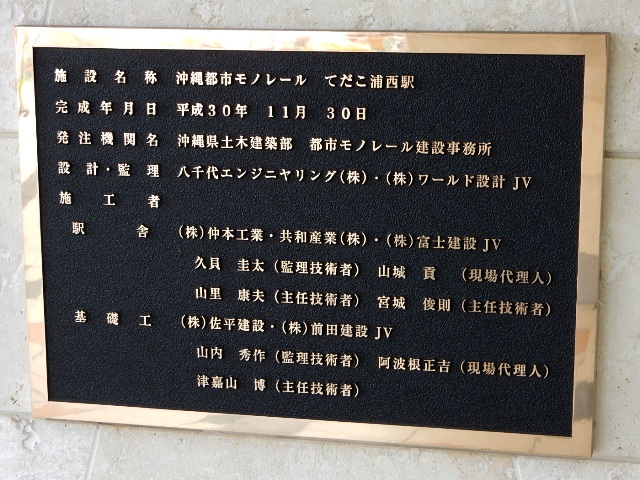 施設名称 沖縄都市モノレール てだこ浦西駅
完成年月日 平成30年 11月 30日
発注機関名 沖縄県土木建築部 都市モノレール建設事務所
設計・監理 八千代エンジニヤリング(株)・(株)ワールド設計 JV
施工者
駅舎 (株)仲本工業・共和産業(株)・(株)富士建設 JV
久貝 圭太(監理技術者) 山城 貢 (現場代理人)
山里 康夫(主任技術者) 宮城 俊則(主任技術者)
基礎工 (株)佐平建設・(株)前田建設 JV
山内 秀作(監理技術者) 阿波根正吉(現場代理人)
津嘉山 博(主任技術者)